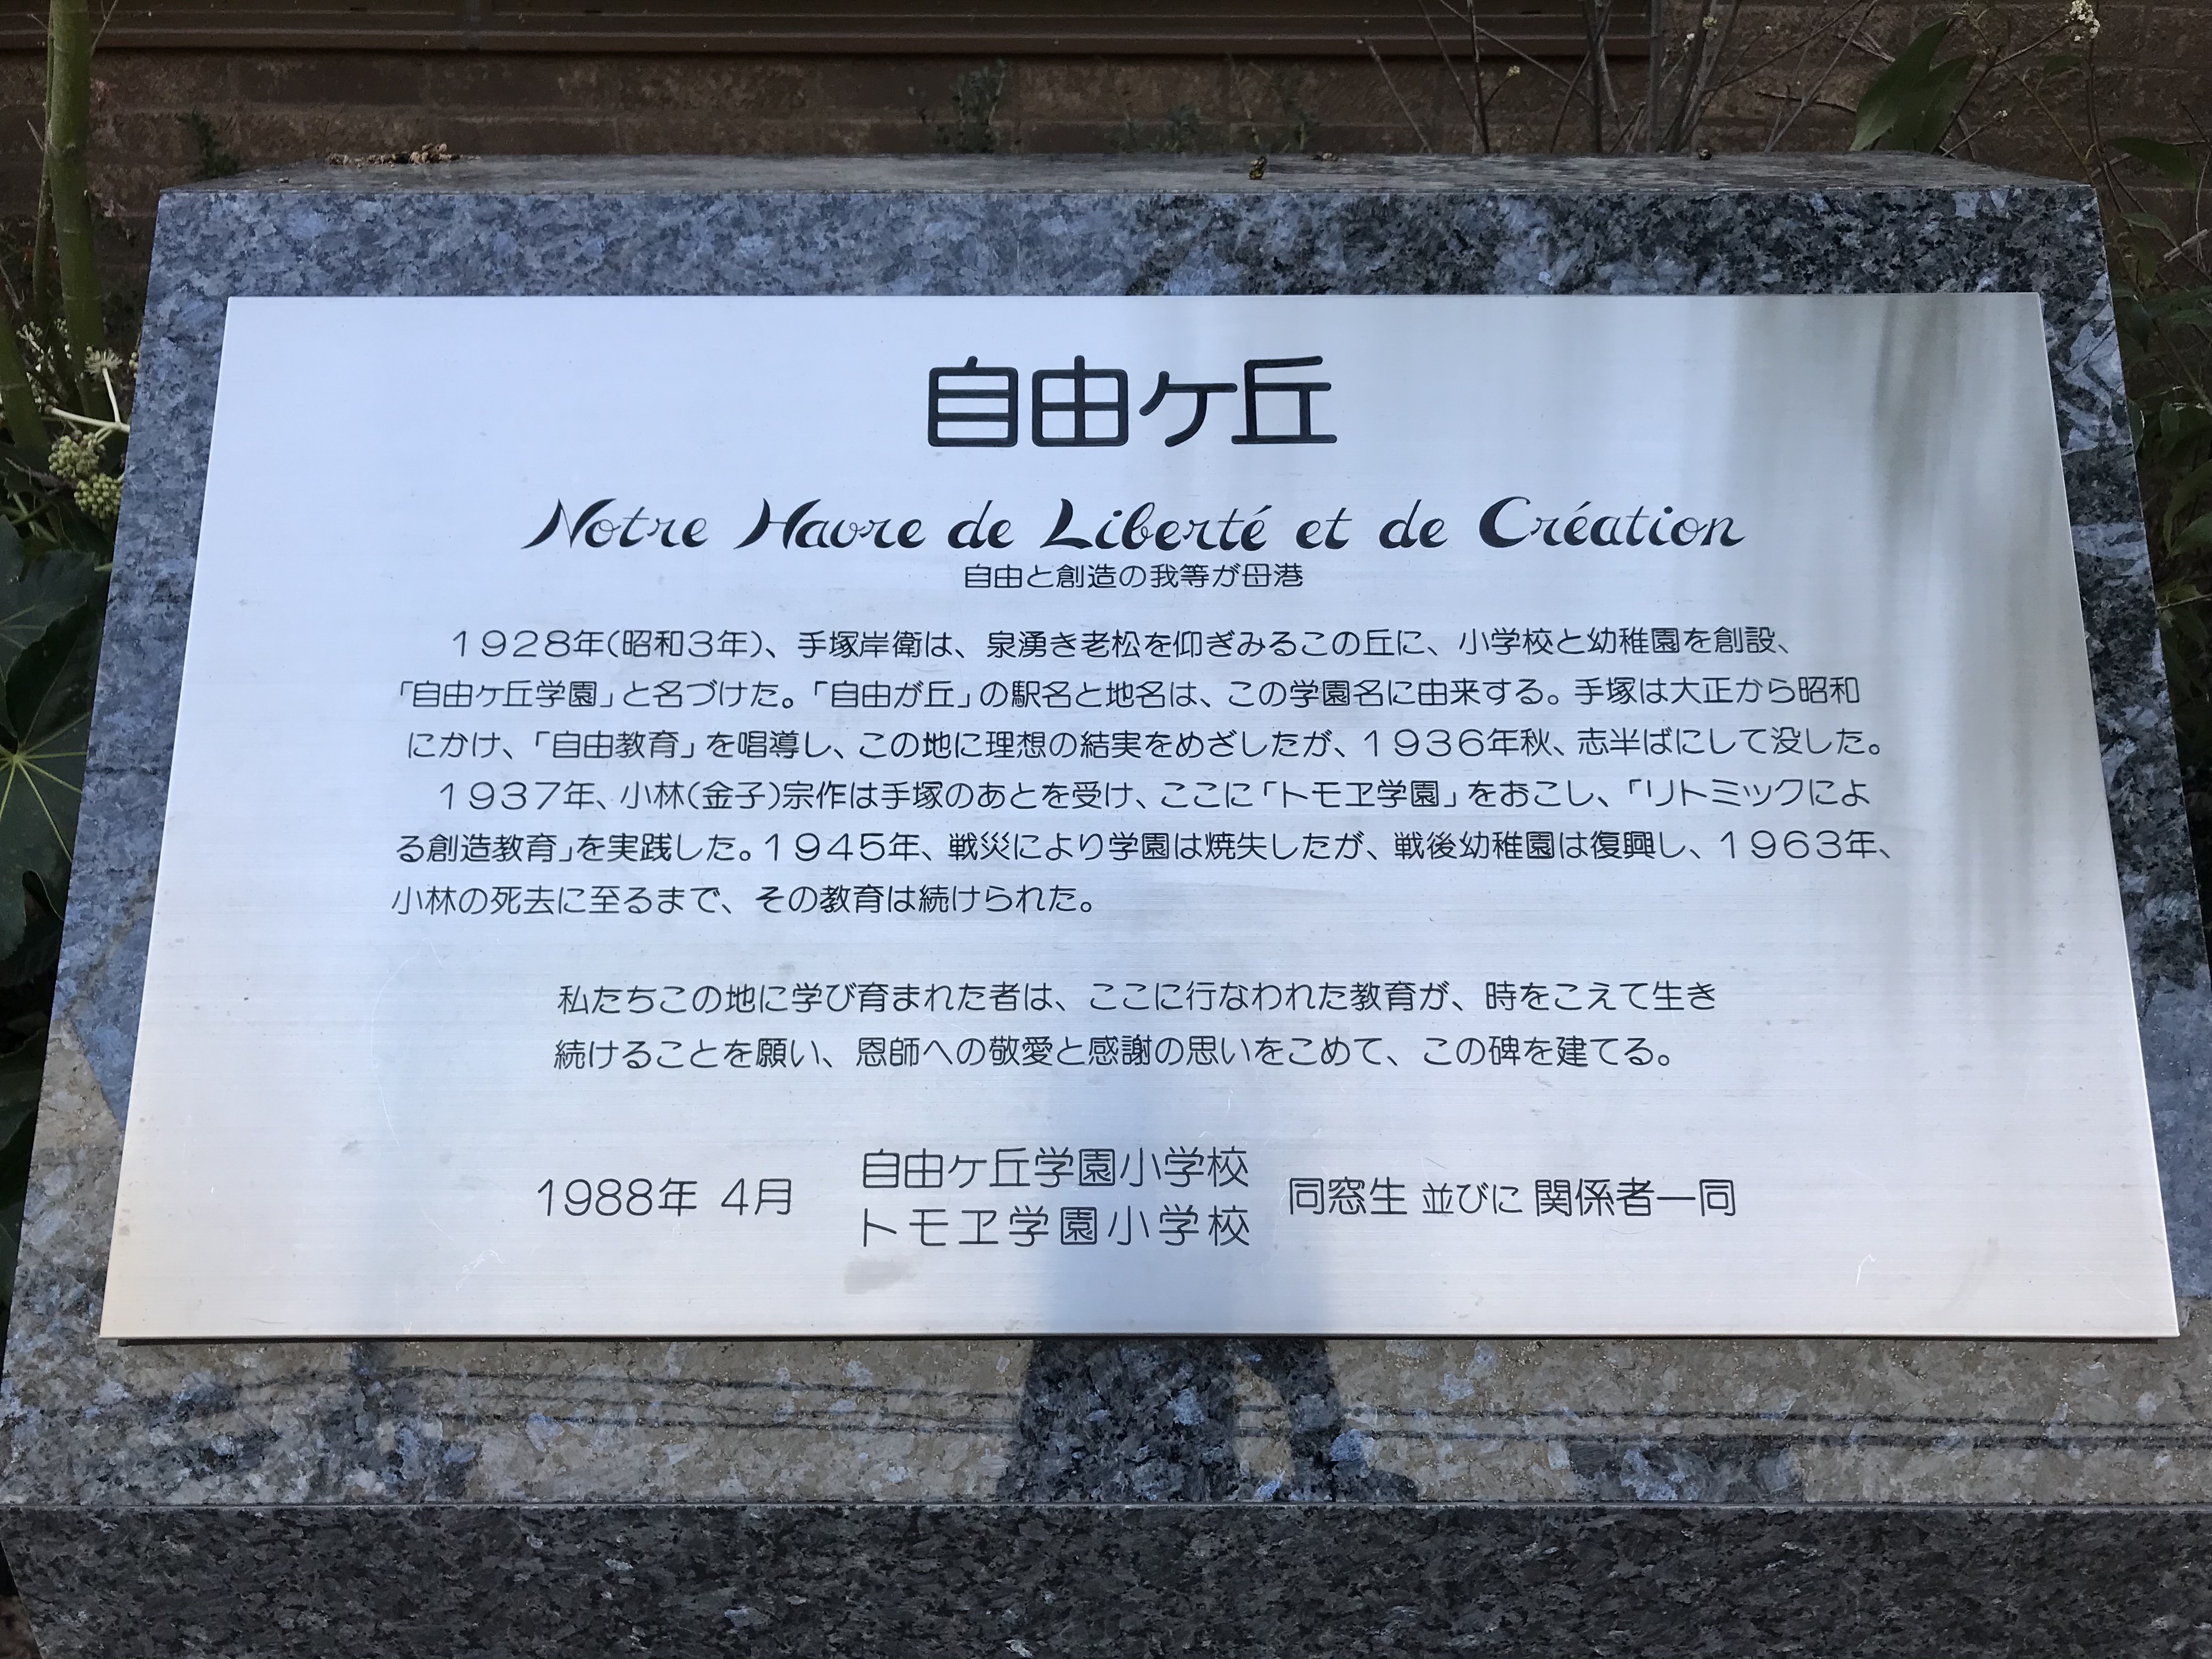 自由ケ丘
Notre Havre de Liberté et de Création
自由と創造の我等が母港
1928年(昭和3年)、手塚岸衛は、泉湧き老松を仰ぎみるこの丘に、小学校と幼稚園を創設、
「自由ケ丘学園」と名づけた。「自由が丘」の駅名と地名は、この学園名に由来する。手塚は大正から昭和
にかけ、「自由教育」を唱導し、この地に理想の結実をめざしたが、1936年秋、志半ばにして没した。
1937年、小林(金子)宗作は手塚のあとを受け、ここに「トモヱ学園」をおこし、「リトミックによ
る創造教育」を実践した。1945年、戦災により学園は焼失したが、戦後幼稚園は復興し、1963年、
小林の死去に至るまで、その教育は続けられた。
私たちこの地に学び育まれた者は、ここに行なわれた教育が、時をこえて生き
続けることを願い、恩師への敬愛と感謝の思いをこめて、この碑を建てる。
1988年 4月
自由ケ丘学園小学校
トモヱ学園小学校
同窓生 並びに 関係者一同